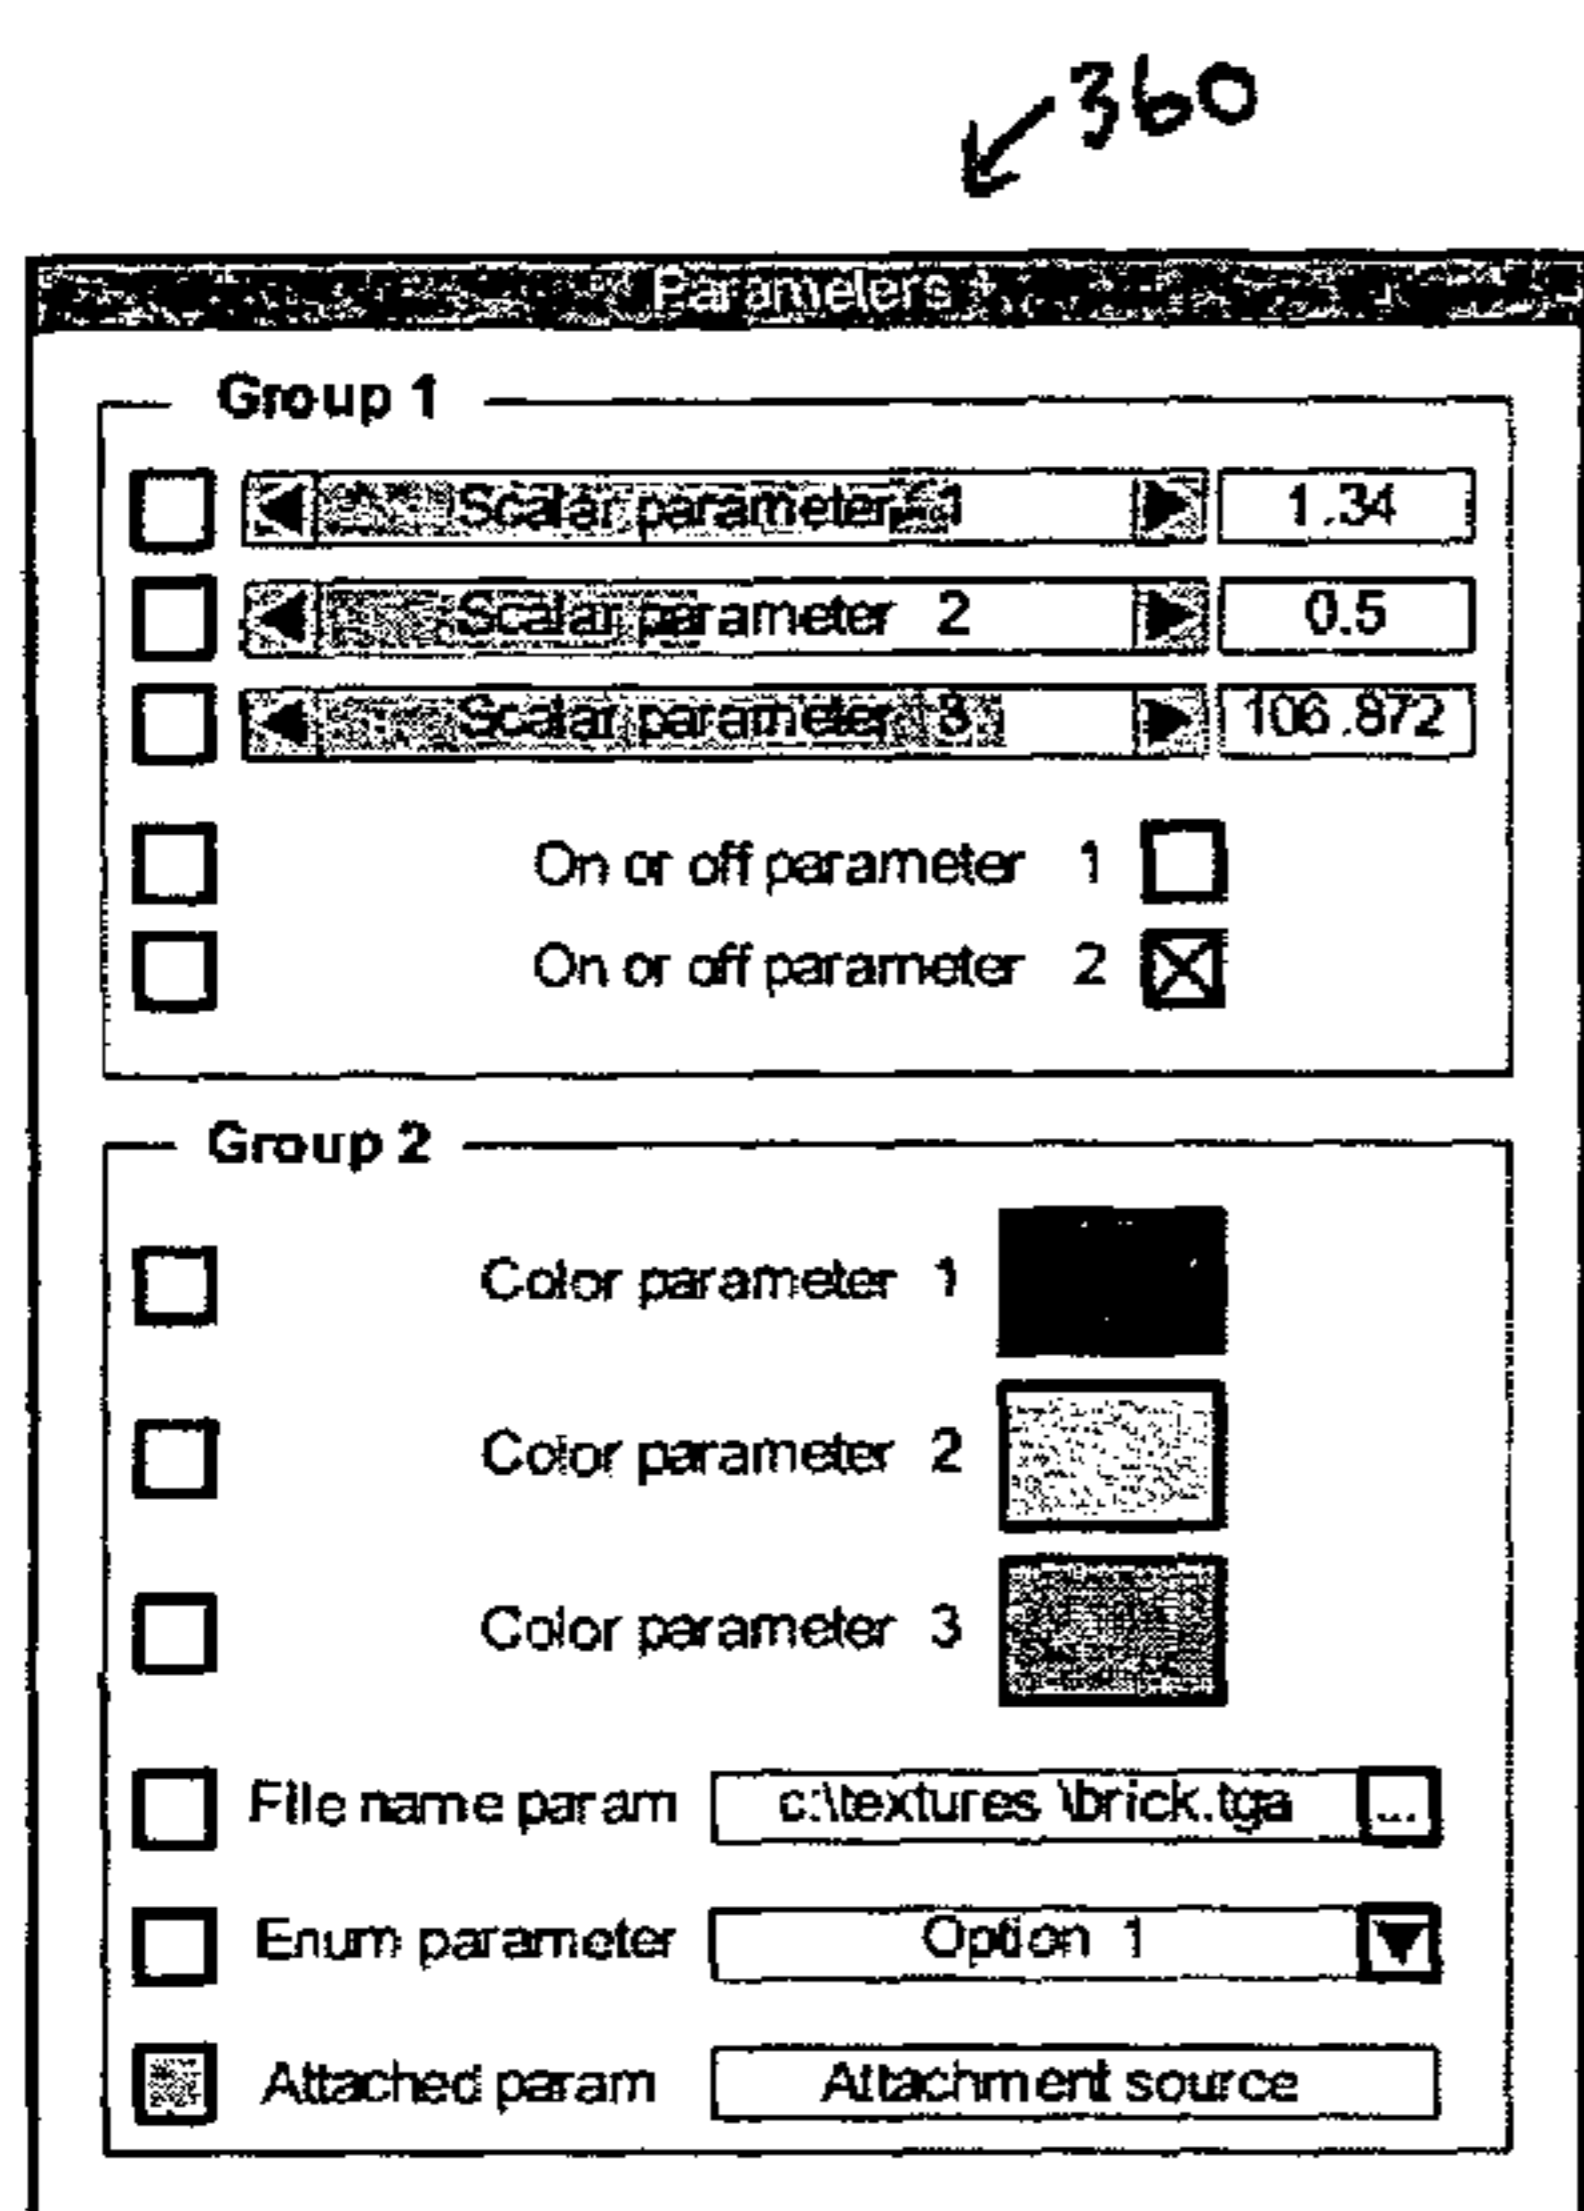 360
Parameters
Group 1
Scalar parameter 1 1.34
Scalar parameter 2 0.5
Scalar parameter 3 106.872
On or off parameter 1
On or off parameter 2
Group 2
Color parameter 1
Color parameter 2
Color parameter 3
File name param c:\textures \brick.tga ...
Enum parameter Option 1
Attached param Attachment source